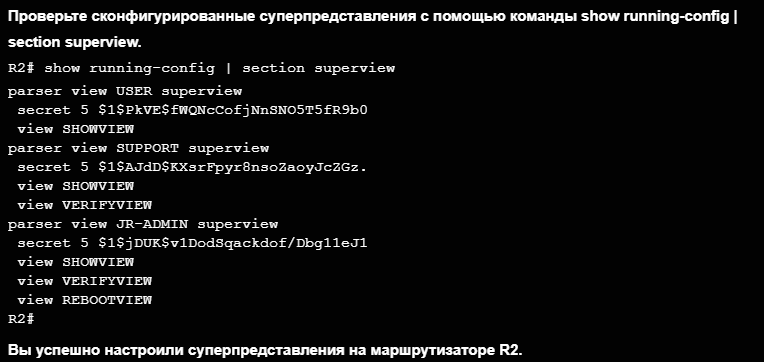 Проверьте сконфигурированные суперпредставления с помощью команды show running-config |
section superview.
R2# show running-config | section superview
parser view USER superview
 secret 5 $1$PkVE$fWQNcCofjNnSNO5T5fR9b0
 view SHOWVIEW
parser view SUPPORT superview
 secret 5 $1$AJdD$KXsrFpyr8nsoZaoyJcZGz.
 view SHOWVIEW
 view VERIFYVIEW
parser view JR-ADMIN superview
 secret 5 $1$jDUK$v1DodSqackdof/Dbg11eJ1
 view SHOWVIEW
 view VERIFYVIEW
 view REBOOTVIEW
R2#
Вы успешно настроили суперпредставления на маршрутизаторе R2.